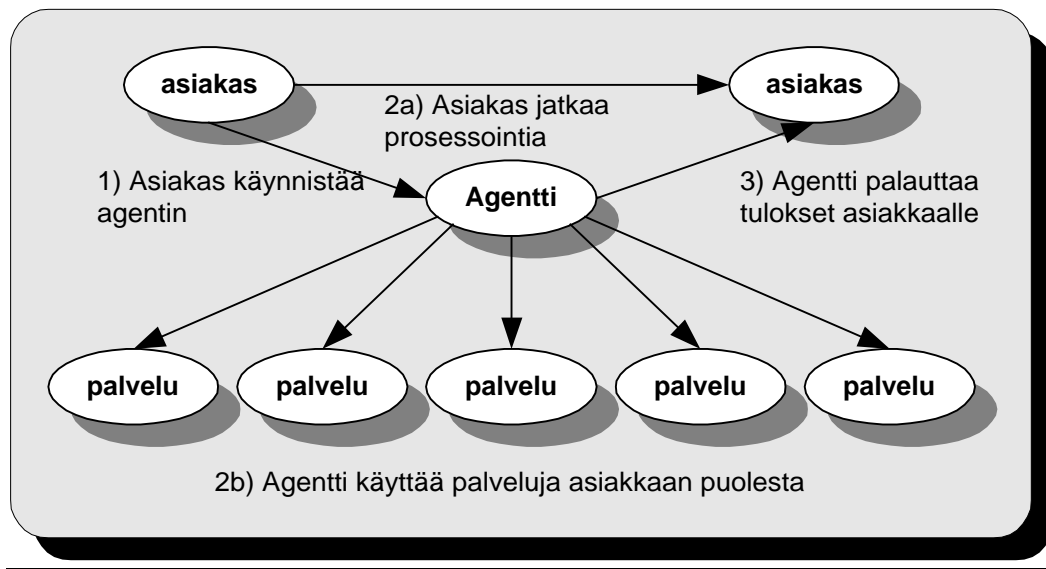 asiakas
asiakas
2a) Asiakas jatkaa
prosessointia
1) Asiakas käynnistää
agentin
Agentti
3) Agentti palauttaa
tulokset asiakkaalle
palvelu
palvelu
palvelu
palvelu
palvelu
2b) Agentti käyttää palveluja asiakkaan puolesta